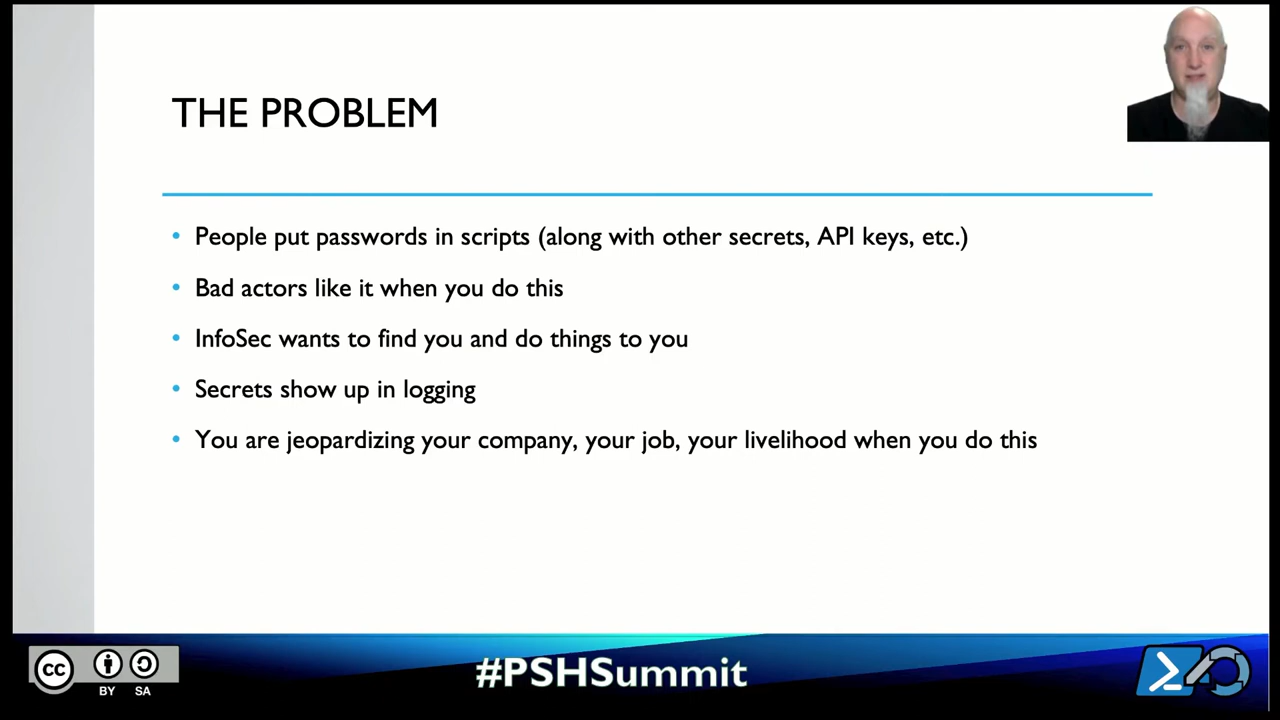 THE PROBLEM
• People put passwords in scripts (along with other secrets, API keys, etc.)
• Bad actors like it when you do this
• InfoSec wants to find you and do things to you
• Secrets show up in logging
• You are jeopardizing your company, your job, your livelihood when you do this
cc
BY SA
#PSHSummit